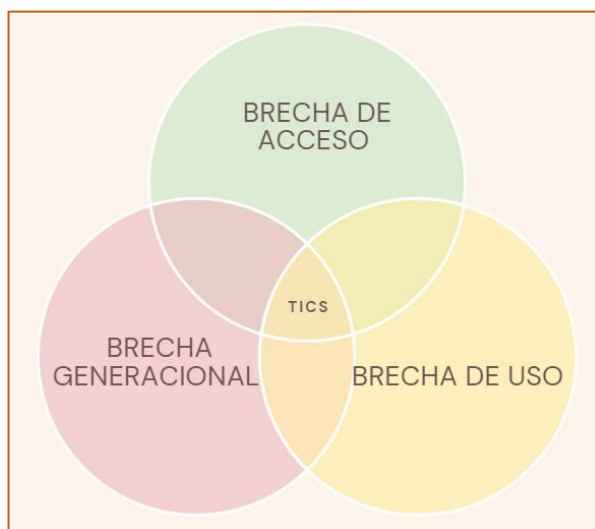 BRECHA DE
ACCESO
TICS
BRECHA
GENERACIONAL
BRECHA DE USO